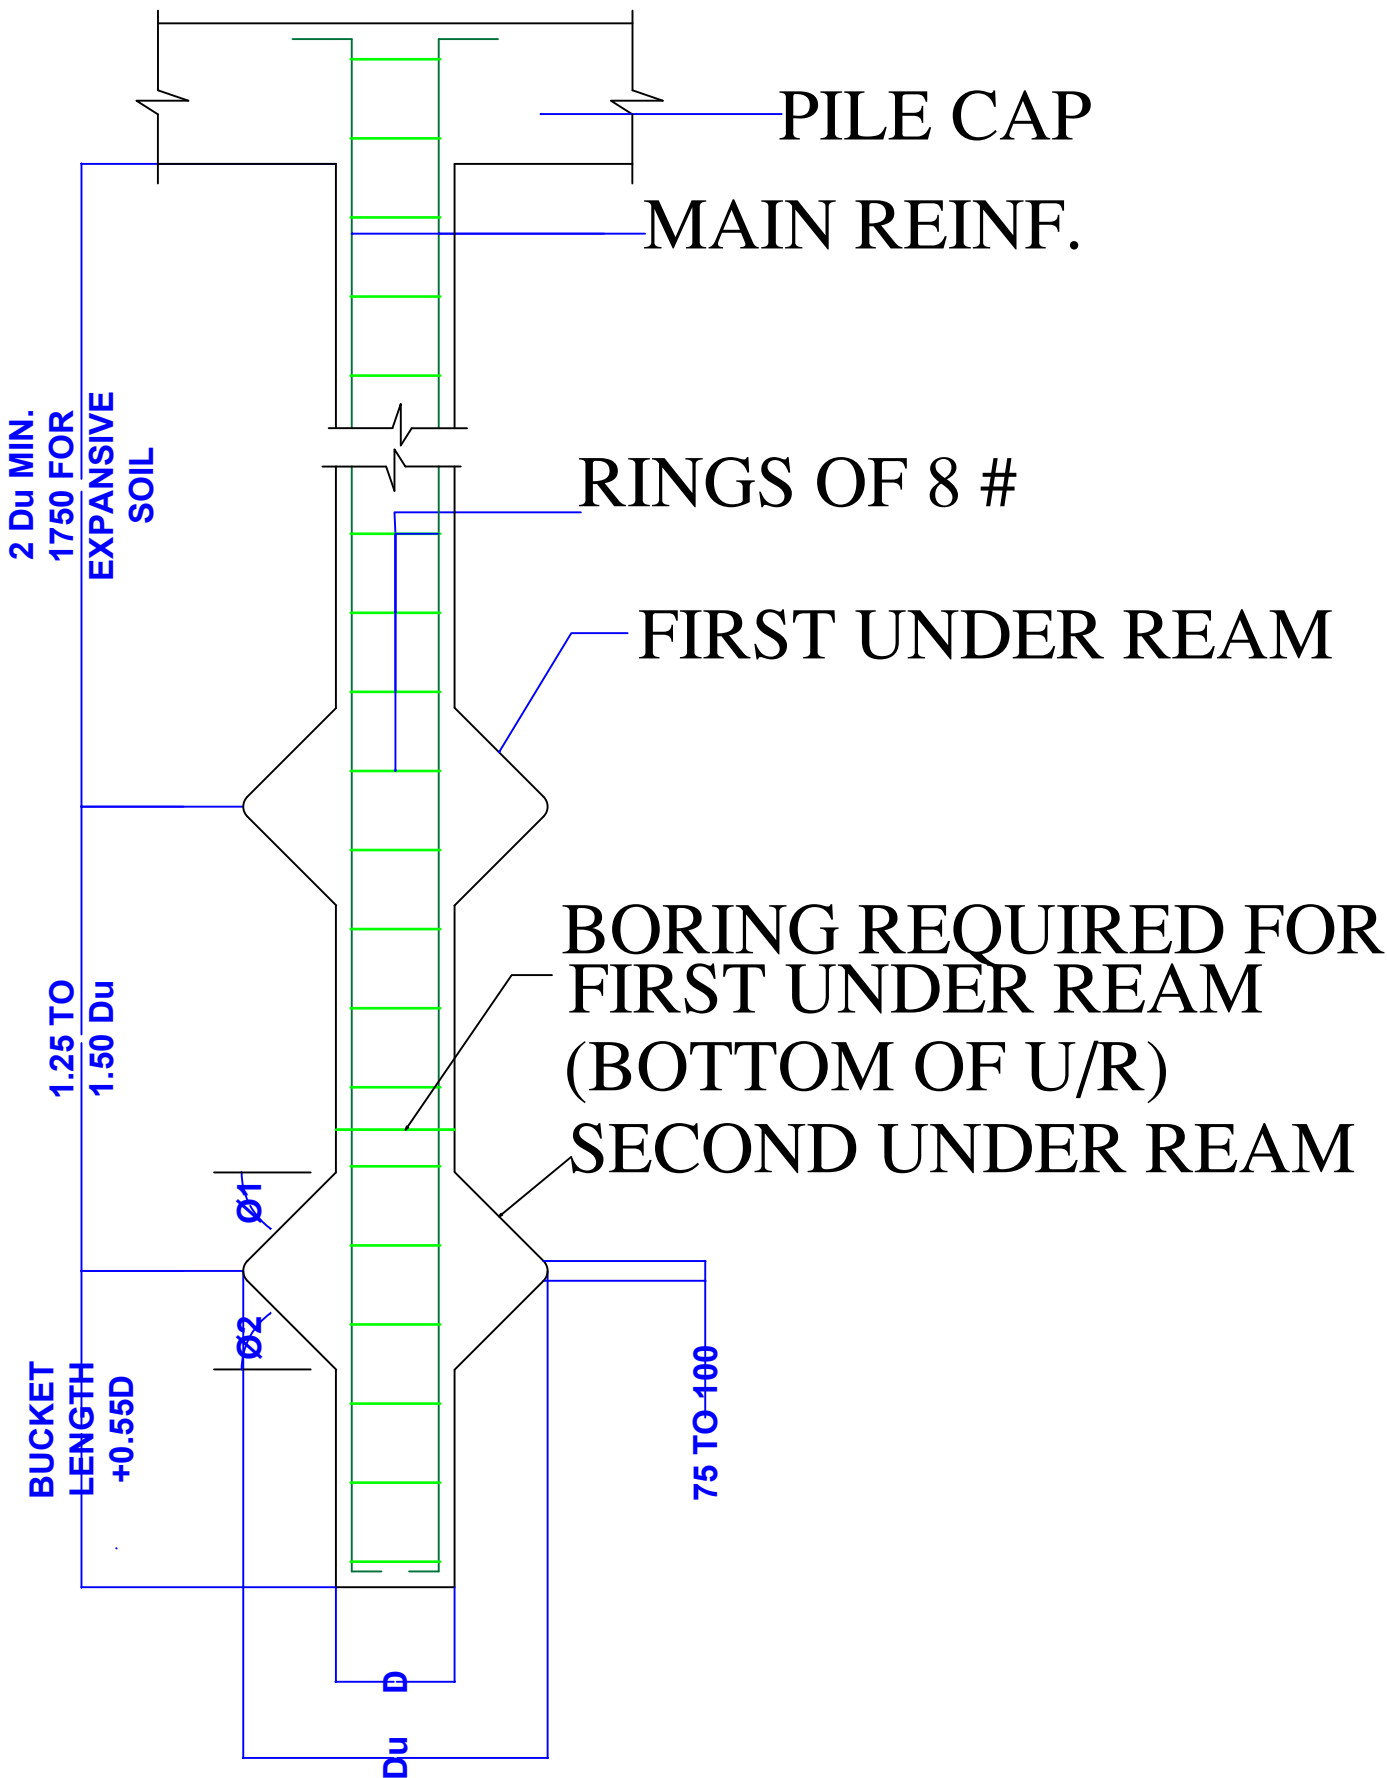 PILE CAP
MAIN REINF.
2 Du MIN.
1750 FOR
EXPANSIVE
SOIL
RINGS OF 8 #
FIRST UNDER REAM
BORING REQUIRED FOR
FIRST UNDER REAM
(BOTTOM OF U/R)
1.25 TO
1.50 Du
SECOND UNDER REAM
Ø1
Ø2
BUCKET
LENGTH
+0.55D
75 TO 100
D
Du